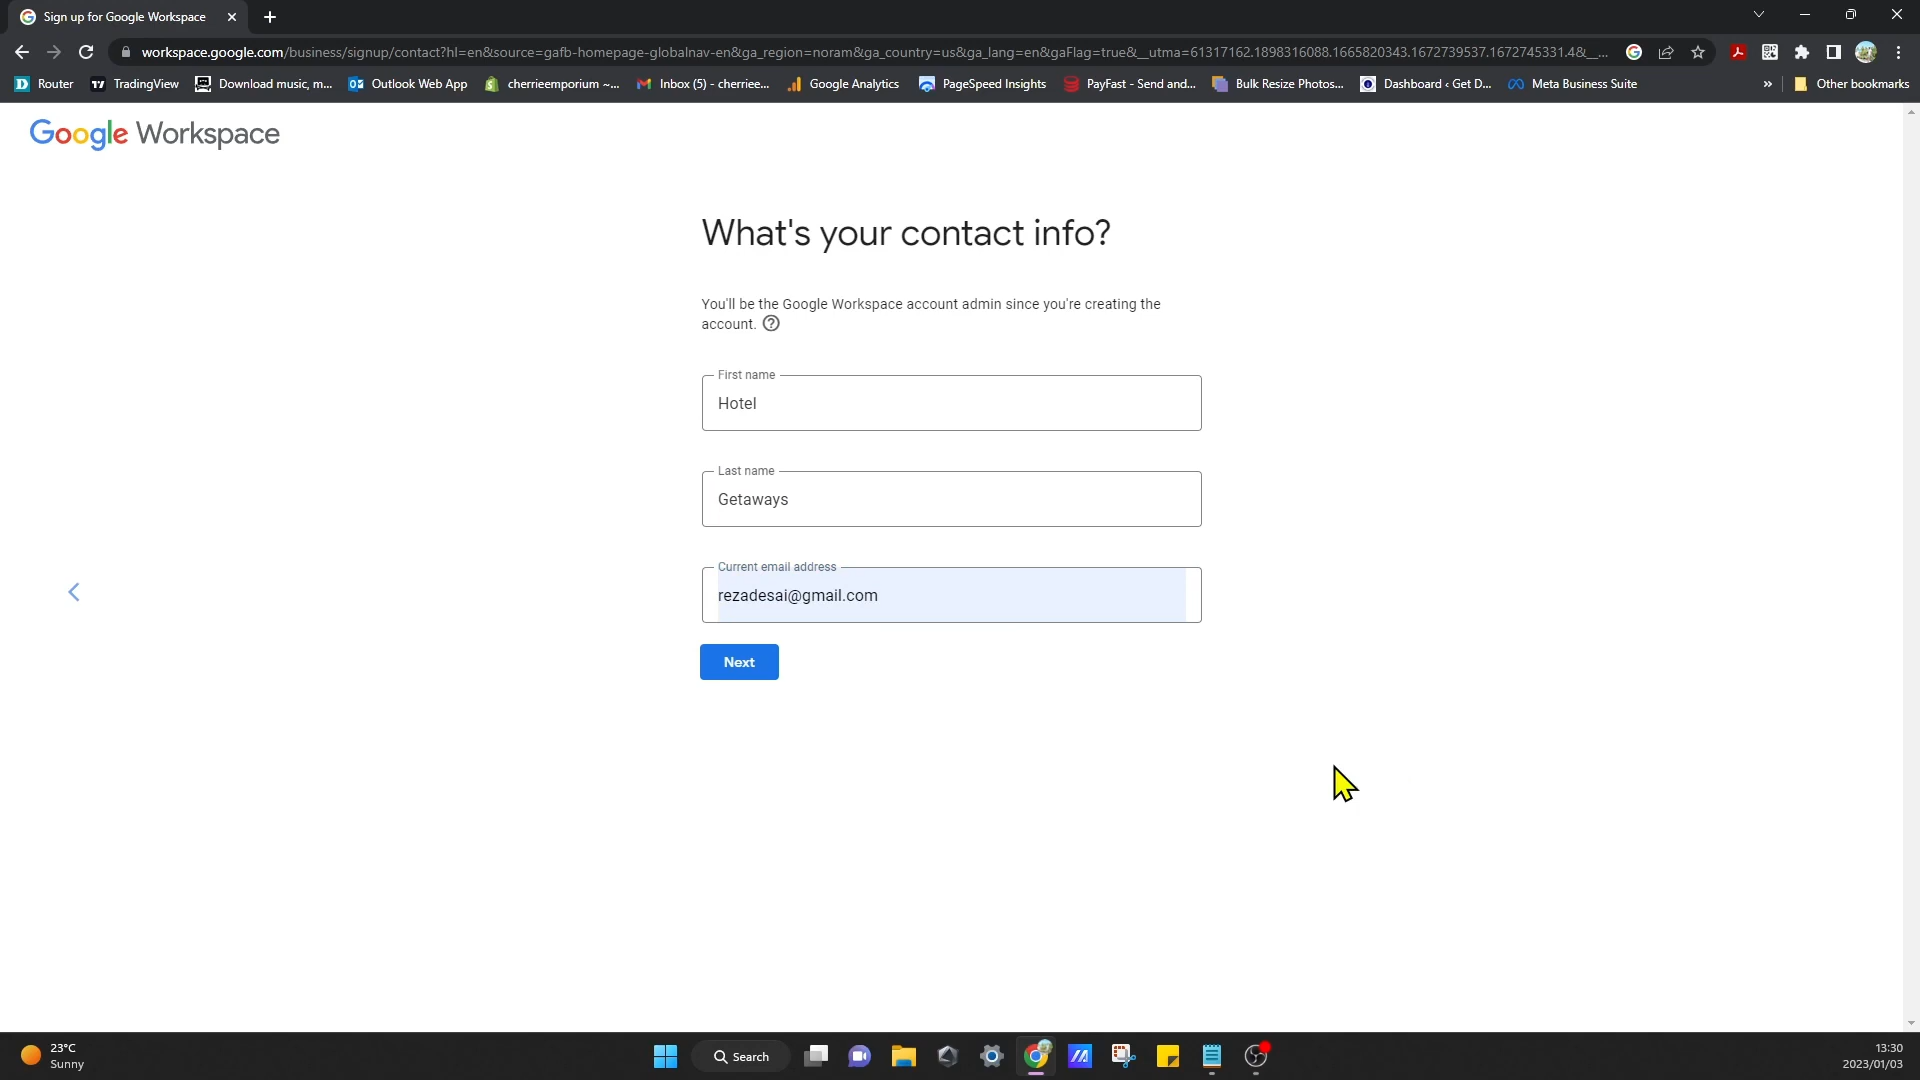 Sign up for Google Workspace
workspace.google.com/business/signup/contact?hl=en&source=gafb-homepage-globalnav-en&ga_region=noram&ga_country=us&ga_lang=en&gaFlag=true&__utma=61317162.1898316088.1665820343.1672739537.1672745331.4&__...
Router TradingView Download music, m... Outlook Web App cherrieemporium ~... Inbox (5) - cherriee... Google Analytics PageSpeed Insights PayFast - Send and... Bulk Resize Photos... Dashboard ‹ Get D... Meta Business Suite » Other bookmarks
Google Workspace
What's your contact info?
You'll be the Google Workspace account admin since you're creating the
account.
First name
Hotel
Last name
Getaways
Current email address
rezadesai@gmail.com
Next
23°C
Sunny
Search
13:30
2023/01/03